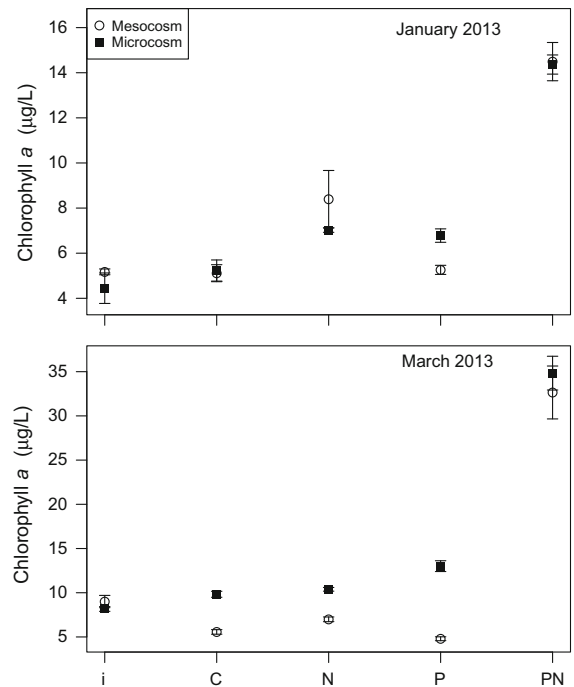 Mesocosm
Microcosm
January 2013
16
14
12
10
8
6
4
Chlorophyll a (µg/L)
March 2013
35
30
25
20
15
10
5
Chlorophyll a (µg/L)
i C N P PN